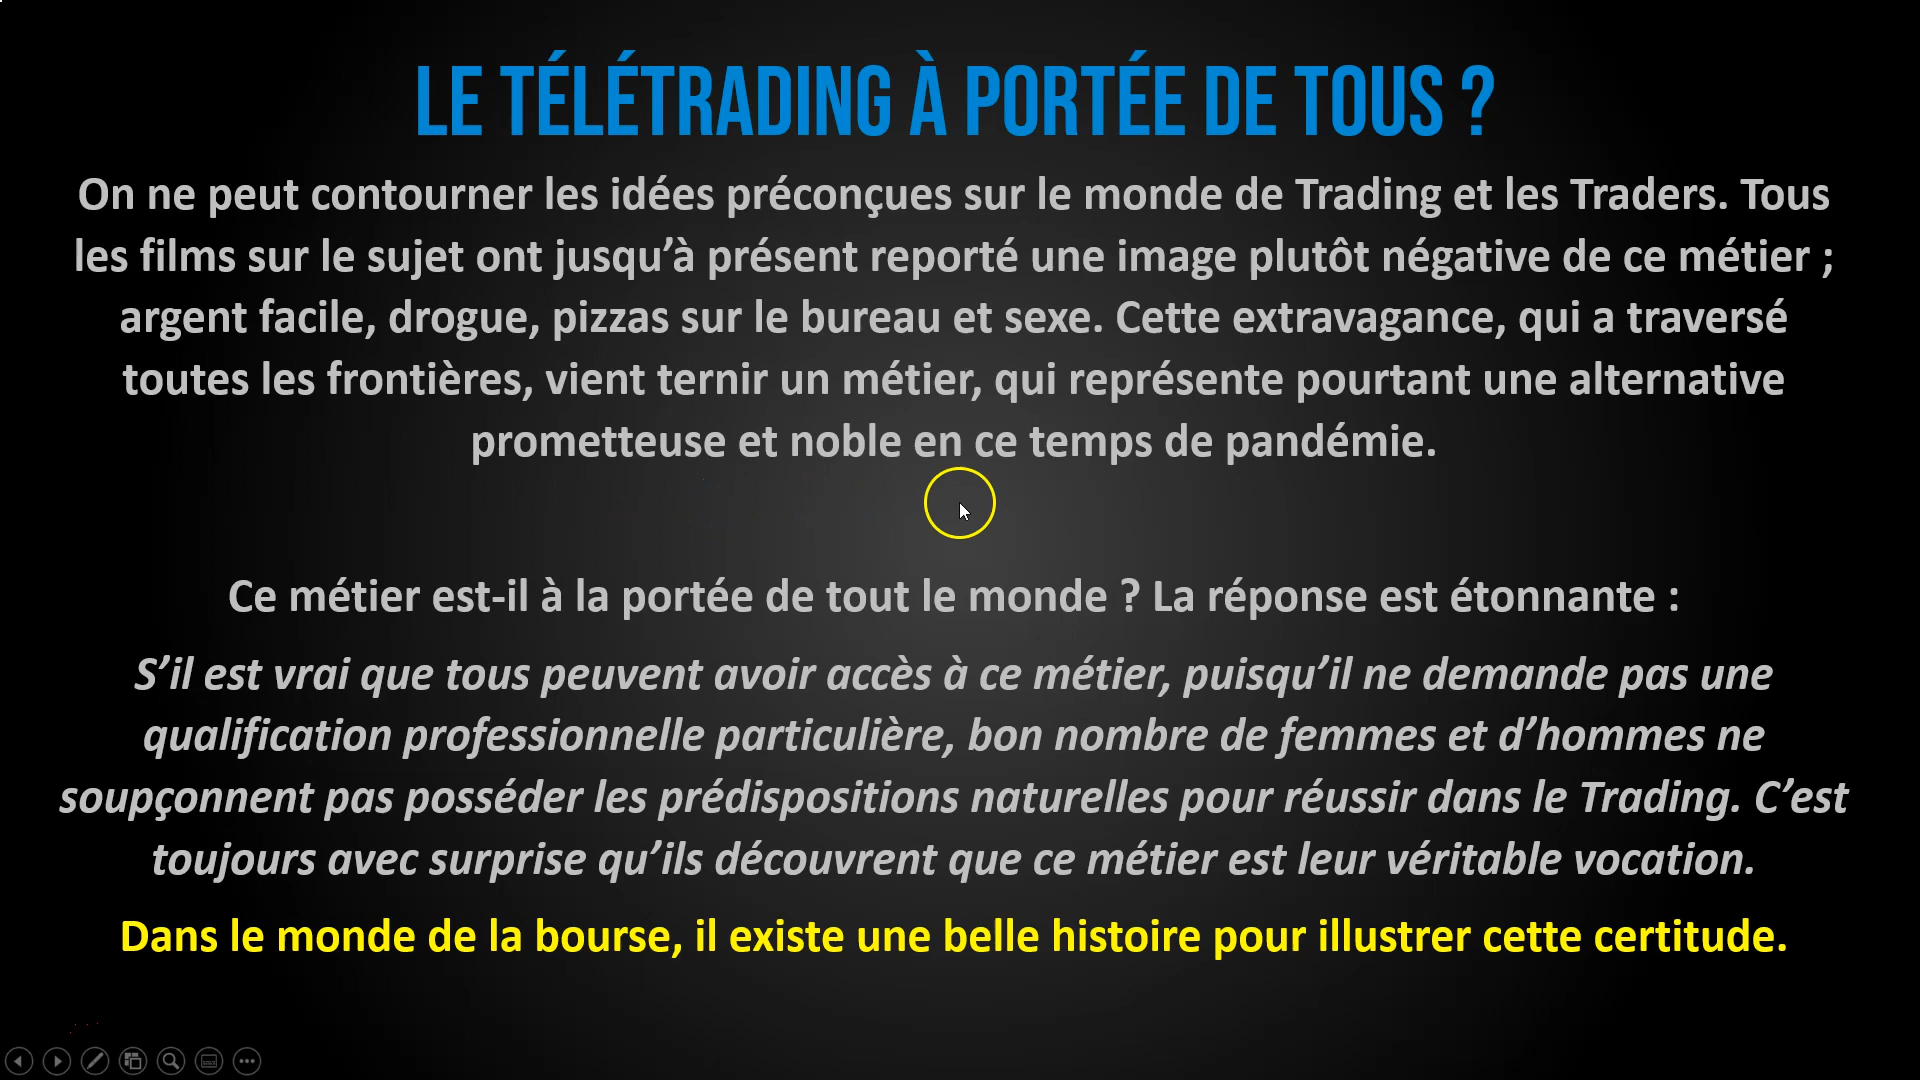 LE TÉLÉTRADING À PORTÉE DE TOUS ?
On ne peut contourner les idées préconçues sur le monde de Trading et les Traders. Tous
les films sur le sujet ont jusqu’à présent reporté une image plutôt négative de ce métier ;
argent facile, drogue, pizzas sur le bureau et sexe. Cette extravagance, qui a traversé
toutes les frontières, vient ternir un métier, qui représente pourtant une alternative
prometteuse et noble en ce temps de pandémie.
Ce métier est-il à la portée de tout le monde ? La réponse est étonnante :
S’il est vrai que tous peuvent avoir accès à ce métier, puisqu’il ne demande pas une
qualification professionnelle particulière, bon nombre de femmes et d’hommes ne
soupçonnent pas posséder les prédispositions naturelles pour réussir dans le Trading. C’est
toujours avec surprise qu’ils découvrent que ce métier est leur véritable vocation.
Dans le monde de la bourse, il existe une belle histoire pour illustrer cette certitude.